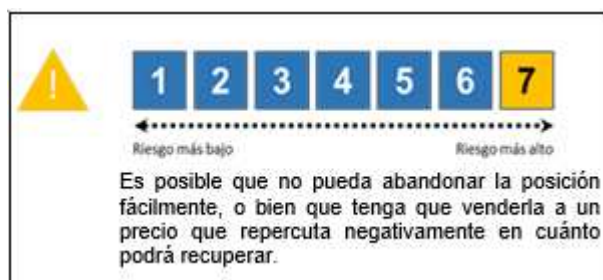 !
1 2 3 4 5 6 7
Riesgo más bajo Riesgo más alto
Es posible que no pueda abandonar la posición
fácilmente, o bien que tenga que venderla a un
precio que repercuta negativamente en cuánto
podrá recuperar.